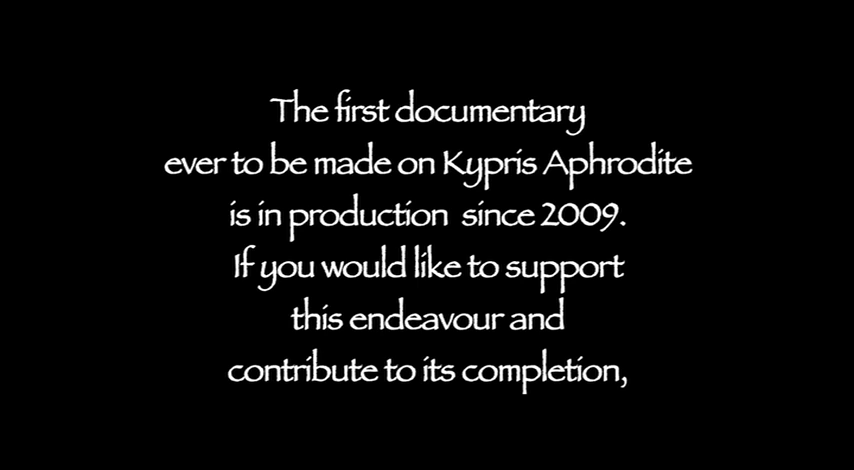 The first documentary
ever to be made on Kypris Aphrodite
is in production since 2009.
If you would like to support
this endeavour and
contribute to its completion,